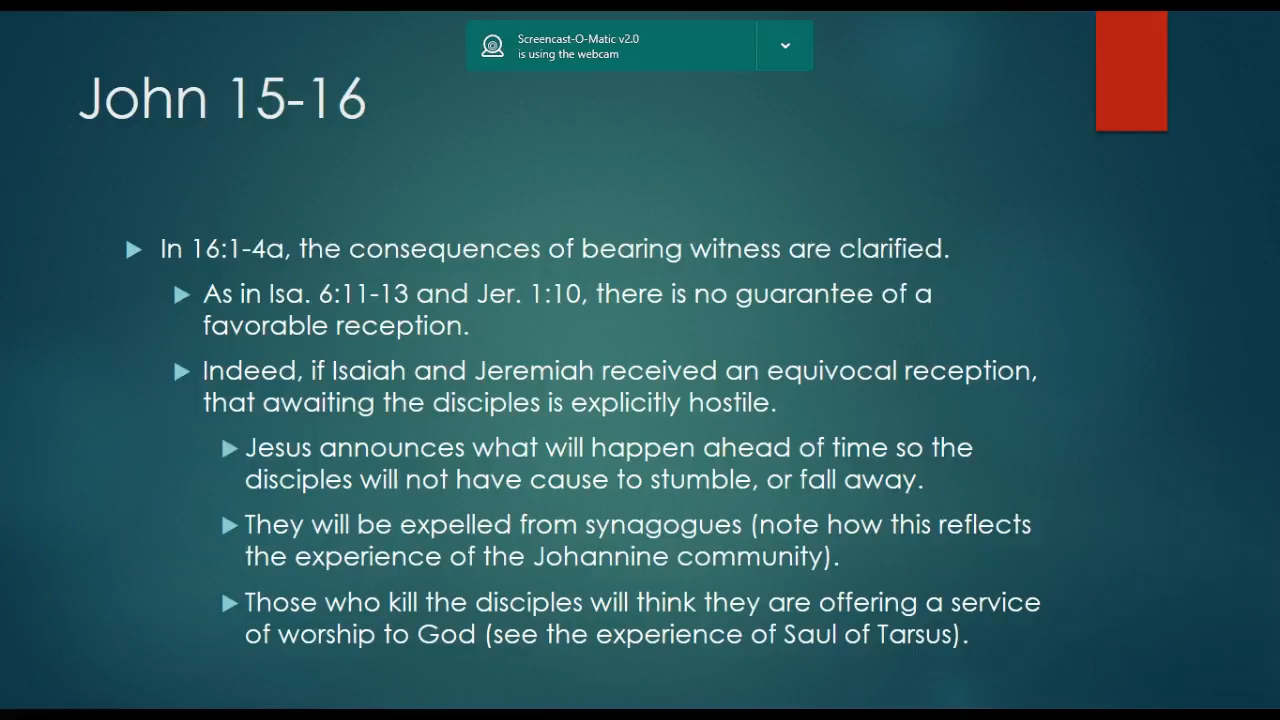 Screencast-O-Matic v2.0
is using the webcam
John 15-16
In 16:1-4a, the consequences of bearing witness are clarified.
As in Isa. 6:11-13 and Jer. 1:10, there is no guarantee of a
favorable reception.
Indeed, if Isaiah and Jeremiah received an equivocal reception,
that awaiting the disciples is explicitly hostile.
Jesus announces what will happen ahead of time so the
disciples will not have cause to stumble, or fall away.
They will be expelled from synagogues (note how this reflects
the experience of the Johannine community).
Those who kill the disciples will think they are offering a service
of worship to God (see the experience of Saul of Tarsus).